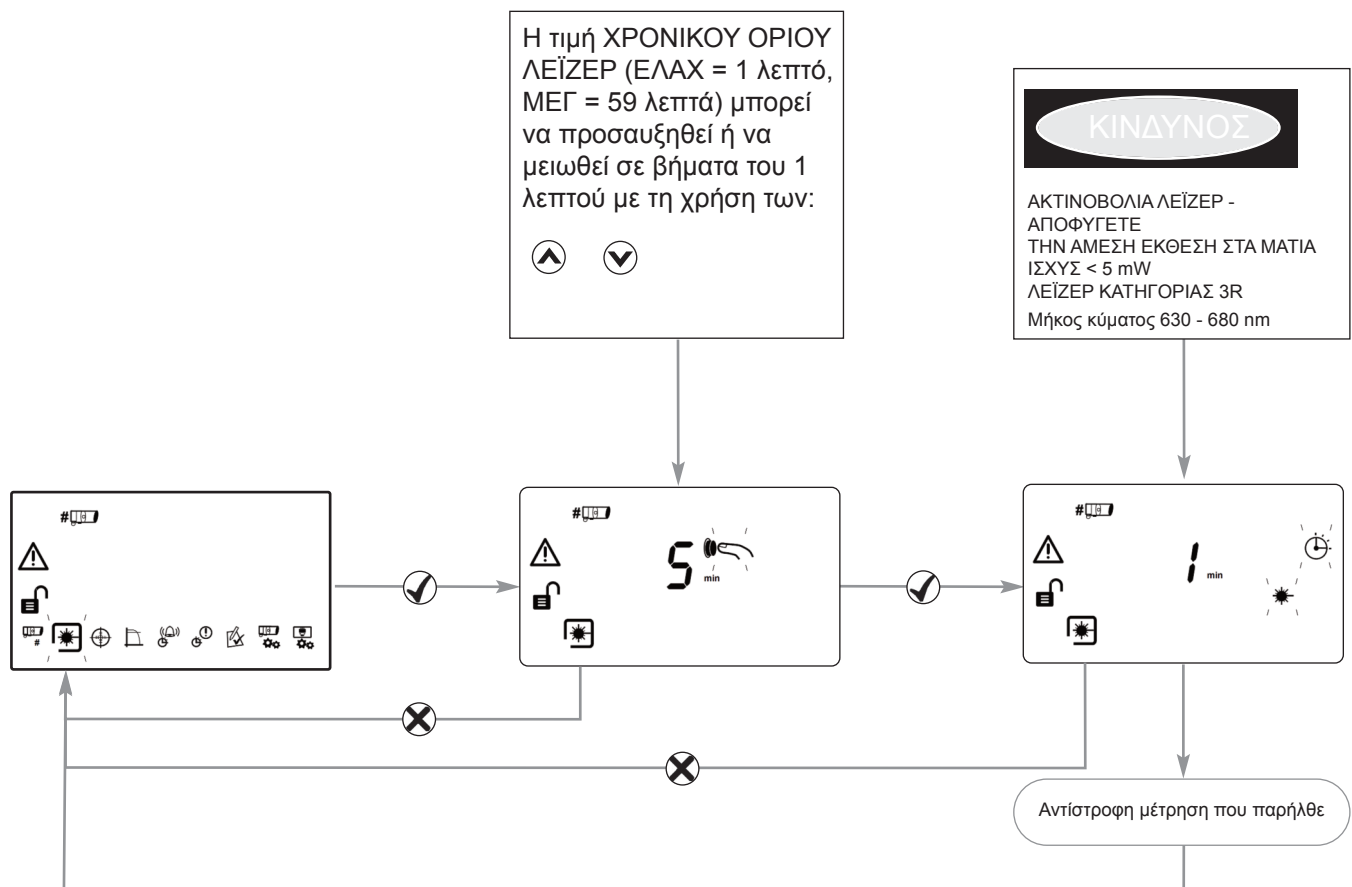 Η τιμή ΧΡΟΝΙΚΟΥ ΟΡΙΟΥ
ΛΕΪΖΕΡ (ΕΛΑΧ = 1 λεπτό,
ΜΕΓ = 59 λεπτά) μπορεί
να προσαυξηθεί ή να
μειωθεί σε βήματα του 1
λεπτού με τη χρήση των:
ΚΙΝΔΥΝΟΣ
ΑΚΤΙΝΟΒΟΛΙΑ ΛΕΪΖΕΡ -
ΑΠΟΦΥΓΕΤΕ
ΤΗΝ ΑΜΕΣΗ ΕΚΘΕΣΗ ΣΤΑ ΜΑΤΙΑ
ΙΣΧΥΣ < 5 mW
ΛΕΪΖΕΡ ΚΑΤΗΓΟΡΙΑΣ 3R
Μήκος κύματος 630 - 680 nm
#
#
#
5 min
1 min
#
Αντίστροφη μέτρηση που παρήλθε